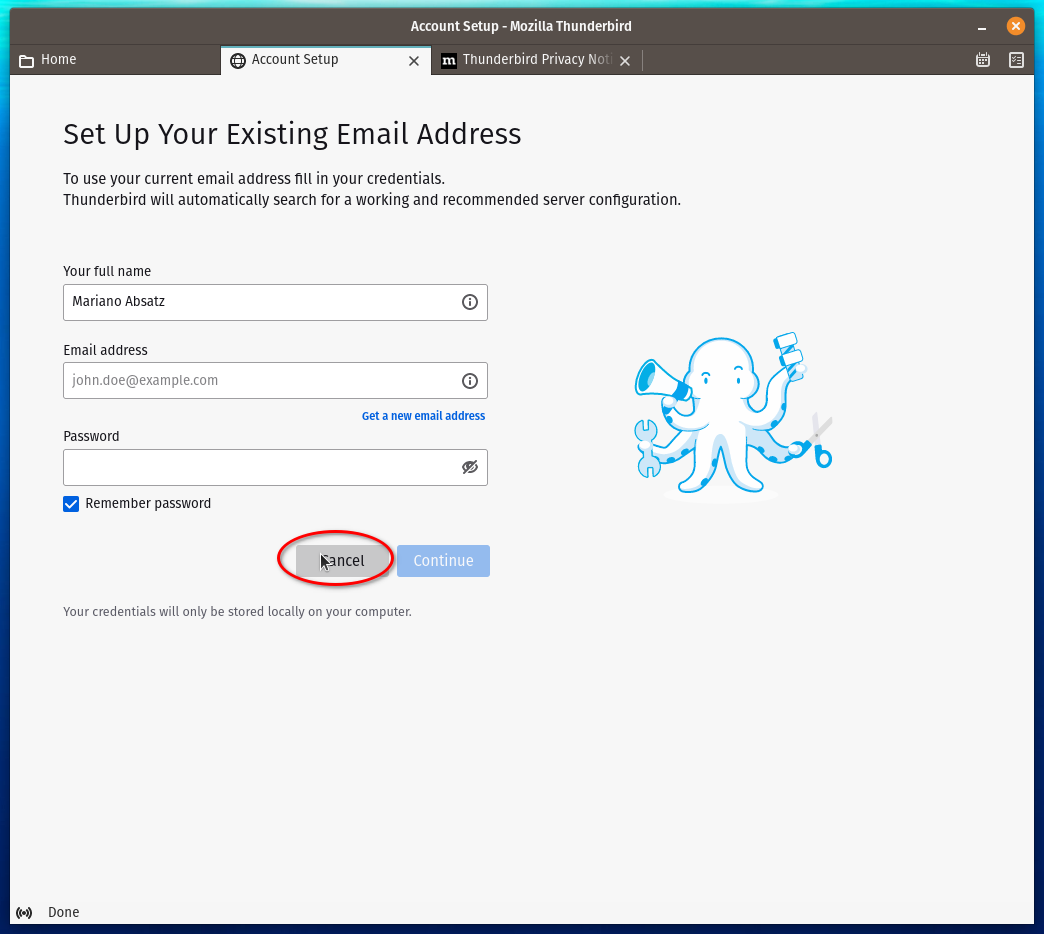 Account Setup - Mozilla Thunderbird
Home
Account Setup
m
Thunderbird Privacy Noti
Set Up Your Existing Email Address
To use your current email address fill in your credentials.
Thunderbird will automatically search for a working and recommended server configuration.
Your full name
Mariano Absatz
Email address
john.doe@example.com
Get a new email address
Password
Remember password
Cancel Continue
Your credentials will only be stored locally on your computer.
Done